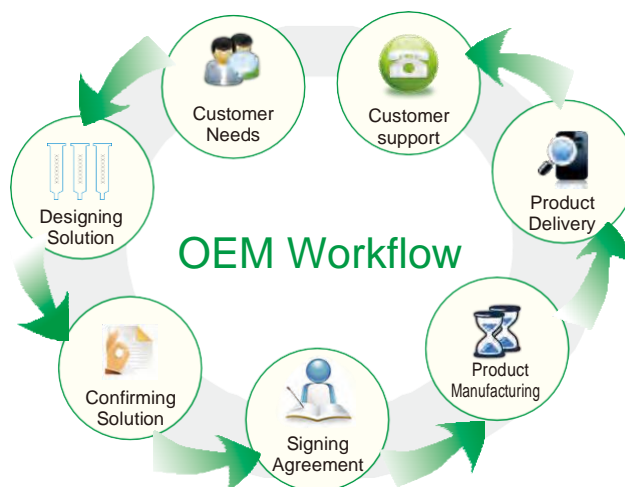 Customer
Needs
Customer
support
Designing
Solution
Product
Delivery
OEM Workflow
Confirming
Solution
Signing
Agreement
Product
Manufacturing